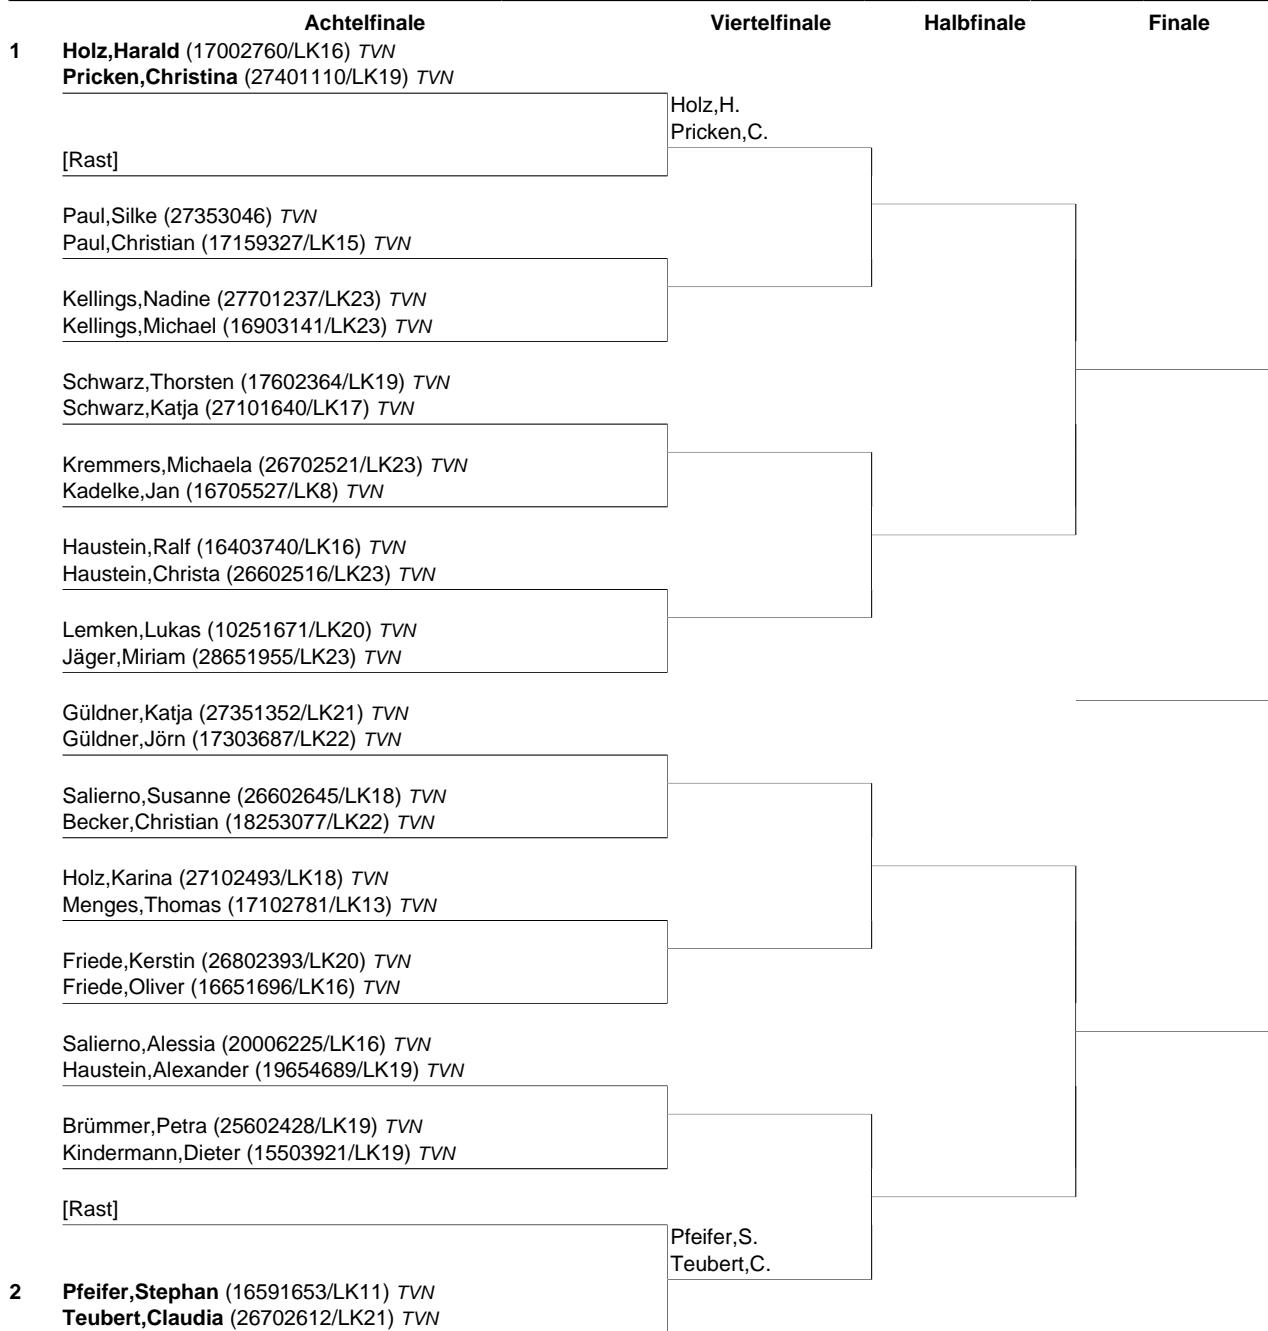 Achtelfinale Viertelfinale Halbfinale Finale
1 Holz,Harald (17002760/LK16) TVN
Pricken,Christina (27401110/LK19) TVN
Holz,H.
Pricken,C.
[Rast]
Paul,Silke (27353046) TVN
Paul,Christian (17159327/LK15) TVN
Kellings,Nadine (27701237/LK23) TVN
Kellings,Michael (16903141/LK23) TVN
Schwarz,Thorsten (17602364/LK19) TVN
Schwarz,Katja (27101640/LK17) TVN
Kremmers,Michaela (26702521/LK23) TVN
Kadelke,Jan (16705527/LK8) TVN
Haustein,Ralf (16403740/LK16) TVN
Haustein,Christa (26602516/LK23) TVN
Lemken,Lukas (10251671/LK20) TVN
Jäger,Miriam (28651955/LK23) TVN
Güldner,Katja (27351352/LK21) TVN
Güldner,Jörn (17303687/LK22) TVN
Salierno,Susanne (26602645/LK18) TVN
Becker,Christian (18253077/LK22) TVN
Holz,Karina (27102493/LK18) TVN
Menges,Thomas (17102781/LK13) TVN
Friede,Kerstin (26802393/LK20) TVN
Friede,Oliver (16651696/LK16) TVN
Salierno,Alessia (20006225/LK16) TVN
Haustein,Alexander (19654689/LK19) TVN
Brümmer,Petra (25602428/LK19) TVN
Kindermann,Dieter (15503921/LK19) TVN
[Rast]
Pfeifer,S.
Teubert,C.
2 Pfeifer,Stephan (16591653/LK11) TVN
Teubert,Claudia (26702612/LK21) TVN